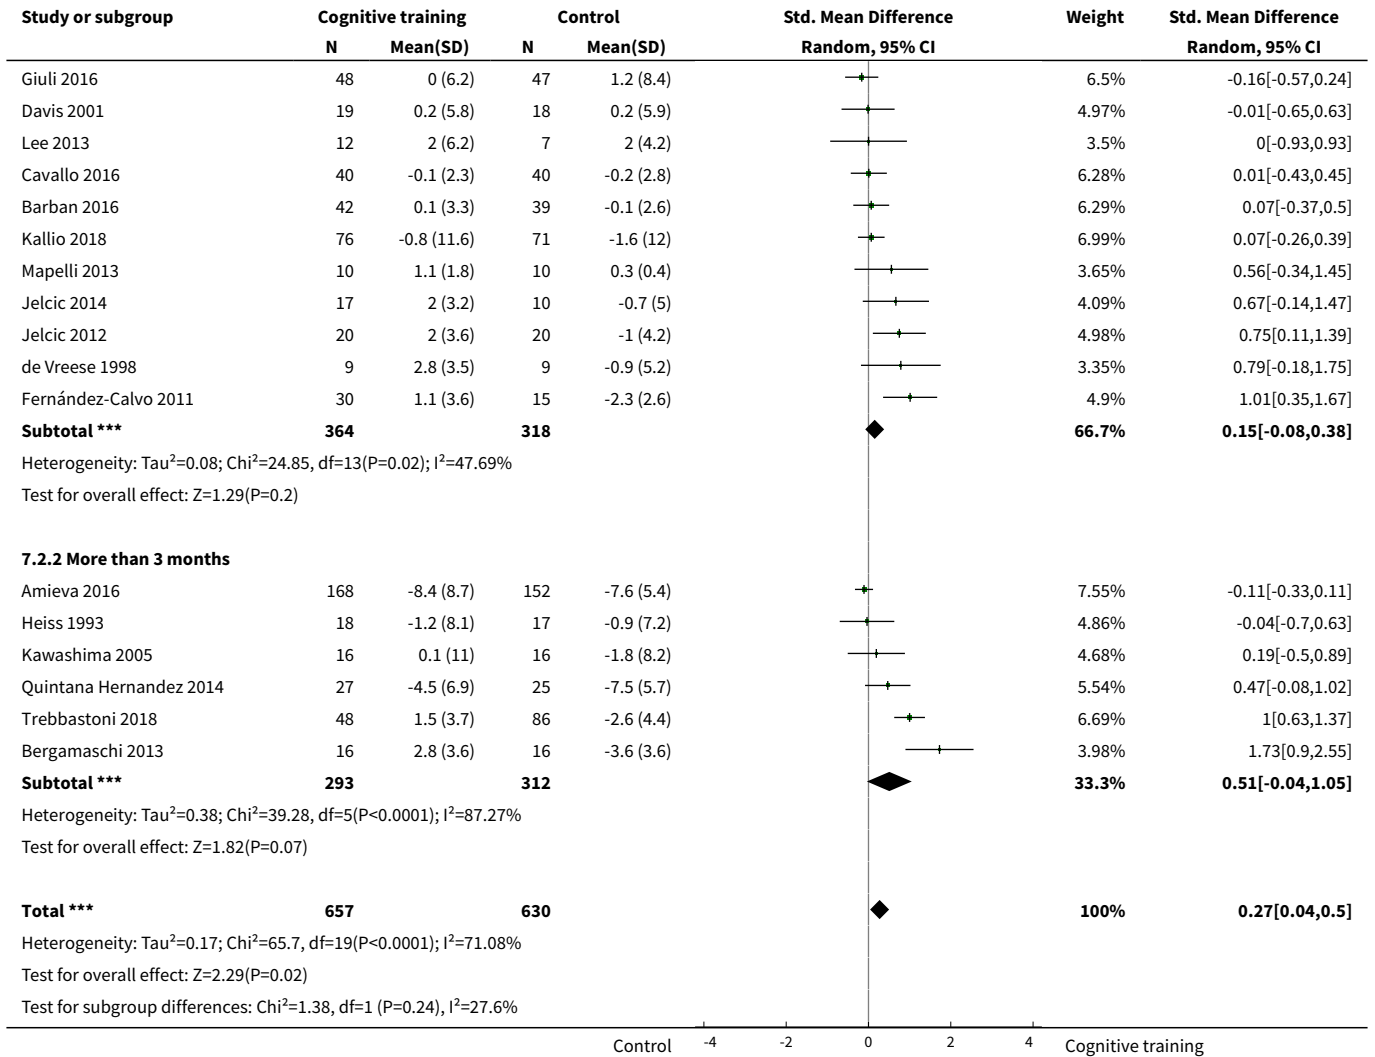 Study or subgroup Cognitive training Control Std. Mean Difference Weight Std. Mean Difference
N Mean(SD) N Mean(SD) Random, 95% CI Random, 95% CI
Giuli 2016 48 0 (6.2) 47 1.2 (8.4) 6.5% -0.16[-0.57,0.24]
Davis 2001 19 0.2 (5.8) 18 0.2 (5.9) 4.97% -0.01[-0.65,0.63]
Lee 2013 12 2 (6.2) 7 2 (4.2) 3.5% 0[-0.93,0.93]
Cavallo 2016 40 -0.1 (2.3) 40 -0.2 (2.8) 6.28% 0.01[-0.43,0.45]
Barban 2016 42 0.1 (3.3) 39 -0.1 (2.6) 6.29% 0.07[-0.37,0.5]
Kallio 2018 76 -0.8 (11.6) 71 -1.6 (12) 6.99% 0.07[-0.26,0.39]
Mapelli 2013 10 1.1 (1.8) 10 0.3 (0.4) 3.65% 0.56[-0.34,1.45]
Jelcic 2014 17 2 (3.2) 10 -0.7 (5) 4.09% 0.67[-0.14,1.47]
Jelcic 2012 20 2 (3.6) 20 -1 (4.2) 4.98% 0.75[0.11,1.39]
de Vreese 1998 9 2.8 (3.5) 9 -0.9 (5.2) 3.35% 0.79[-0.18,1.75]
Fernández-Calvo 2011 30 1.1 (3.6) 15 -2.3 (2.6) 4.9% 1.01[0.35,1.67]
Subtotal *** 364 318 66.7% 0.15[-0.08,0.38]
Heterogeneity: Tau²=0.08; Chi²=24.85, df=13(P=0.02); I²=47.69%
Test for overall effect: Z=1.29(P=0.2)
7.2.2 More than 3 months
Amieva 2016 168 -8.4 (8.7) 152 -7.6 (5.4) 7.55% -0.11[-0.33,0.11]
Heiss 1993 18 -1.2 (8.1) 17 -0.9 (7.2) 4.86% -0.04[-0.7,0.63]
Kawashima 2005 16 0.1 (11) 16 -1.8 (8.2) 4.68% 0.19[-0.5,0.89]
Quintana Hernandez 2014 27 -4.5 (6.9) 25 -7.5 (5.7) 5.54% 0.47[-0.08,1.02]
Trebbastoni 2018 48 1.5 (3.7) 86 -2.6 (4.4) 6.69% 1[0.63,1.37]
Bergamaschi 2013 16 2.8 (3.6) 16 -3.6 (3.6) 3.98% 1.73[0.9,2.55]
Subtotal *** 293 312 33.3% 0.51[-0.04,1.05]
Heterogeneity: Tau²=0.38; Chi²=39.28, df=5(P<0.0001); I²=87.27%
Test for overall effect: Z=1.82(P=0.07)
Total *** 657 630 100% 0.27[0.04,0.5]
Heterogeneity: Tau²=0.17; Chi²=65.7, df=19(P<0.0001); I²=71.08%
Test for overall effect: Z=2.29(P=0.02)
Test for subgroup differences: Chi²=1.38, df=1 (P=0.24), I²=27.6%
Control -4 -2 0 2 4 Cognitive training